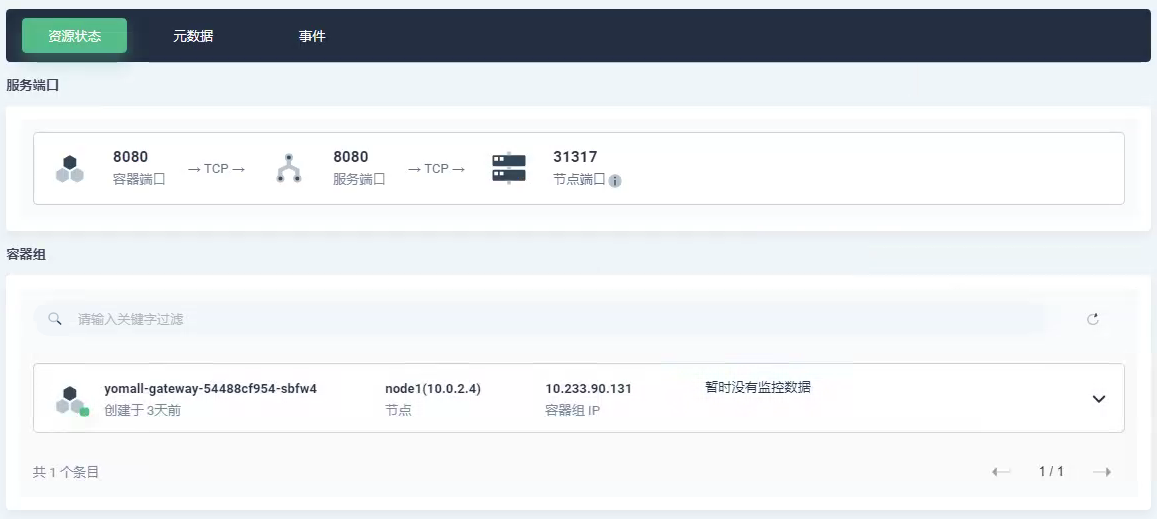 资源状态 元数据 事件
服务端口
8080 → TCP → 8080 → TCP → 31317
容器端口 服务端口 节点端口
容器组
请输入关键字过滤
yomall-gateway-54488cf954-sbfw4 node1(10.0.2.4) 10.233.90.131 暂时没有监控数据
创建于 3天前 节点 容器组 IP
共 1 个条目 1 / 1